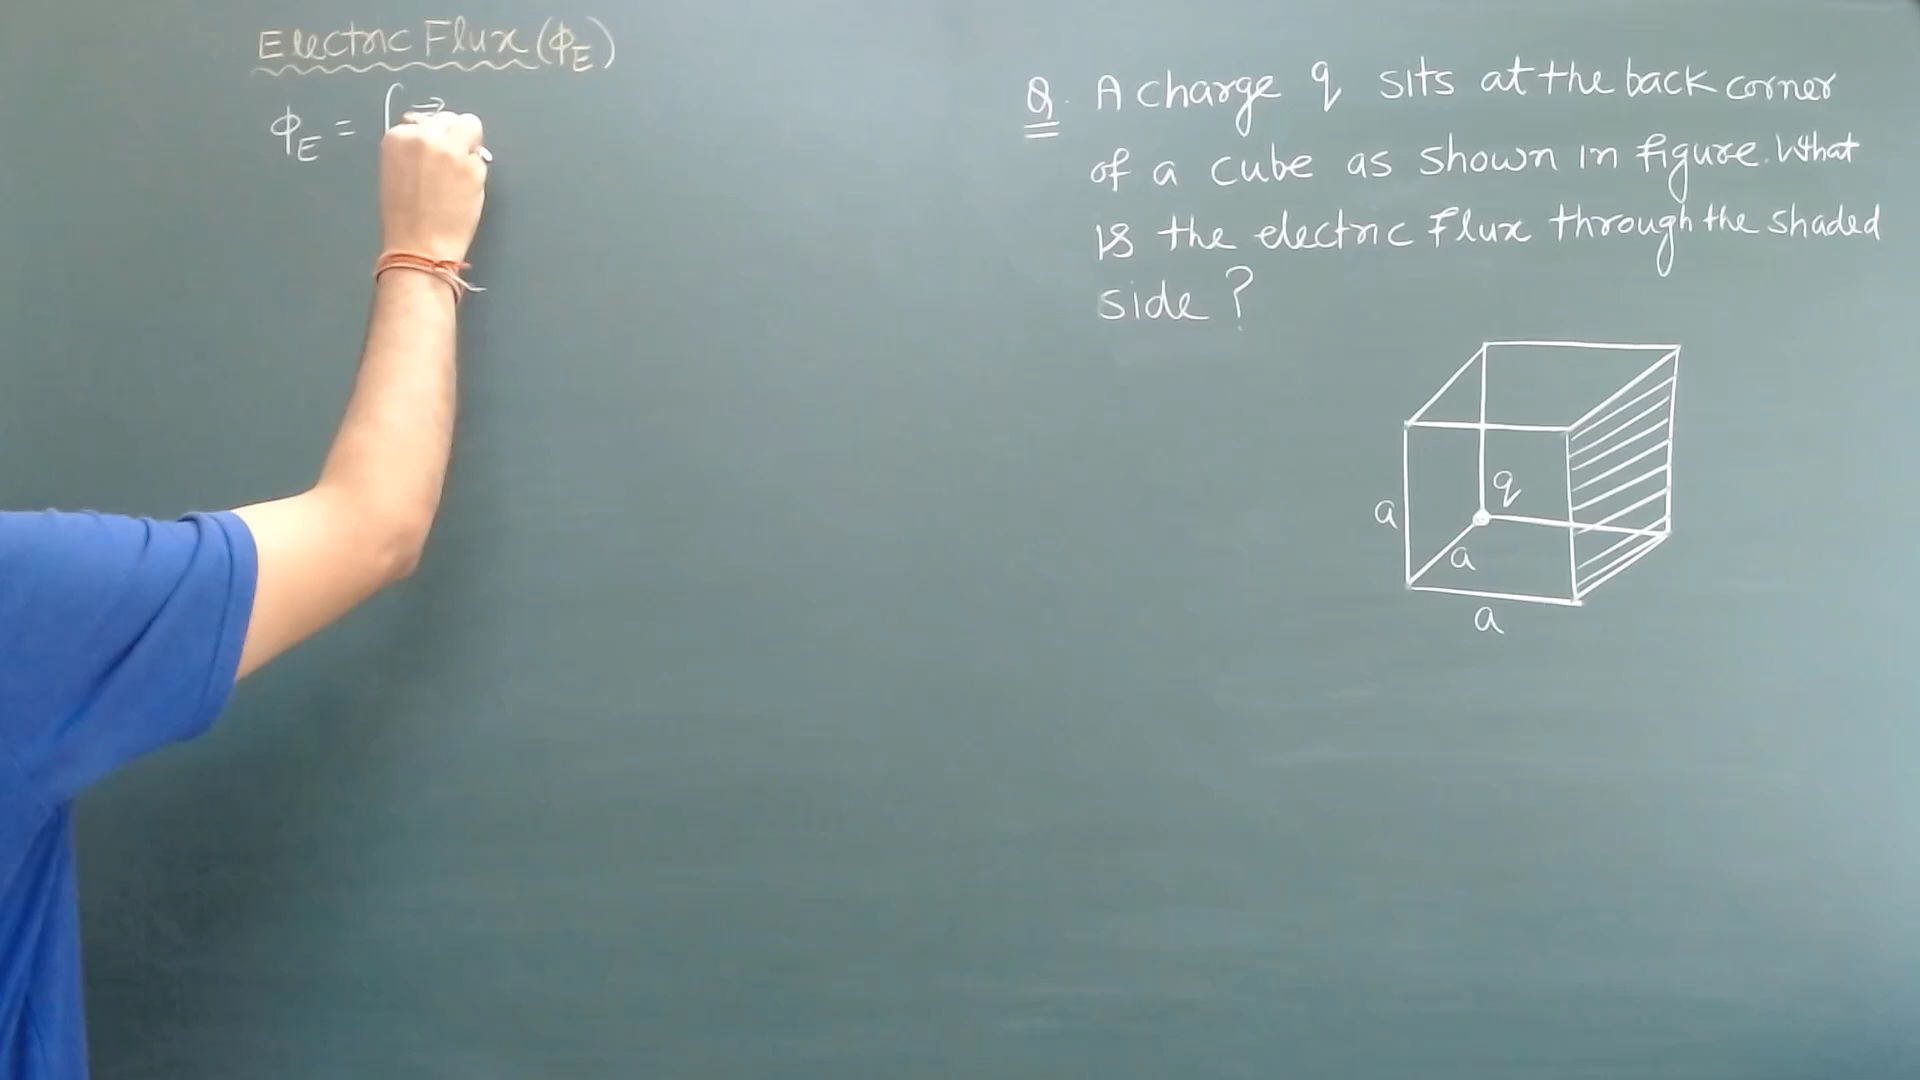 Electric Flux (ϕE)
ϕE = ∫
Q. A charge q sits at the back corner
of a cube as shown in figure. What
is the electric flux through the shaded
side?
q
a
a
a